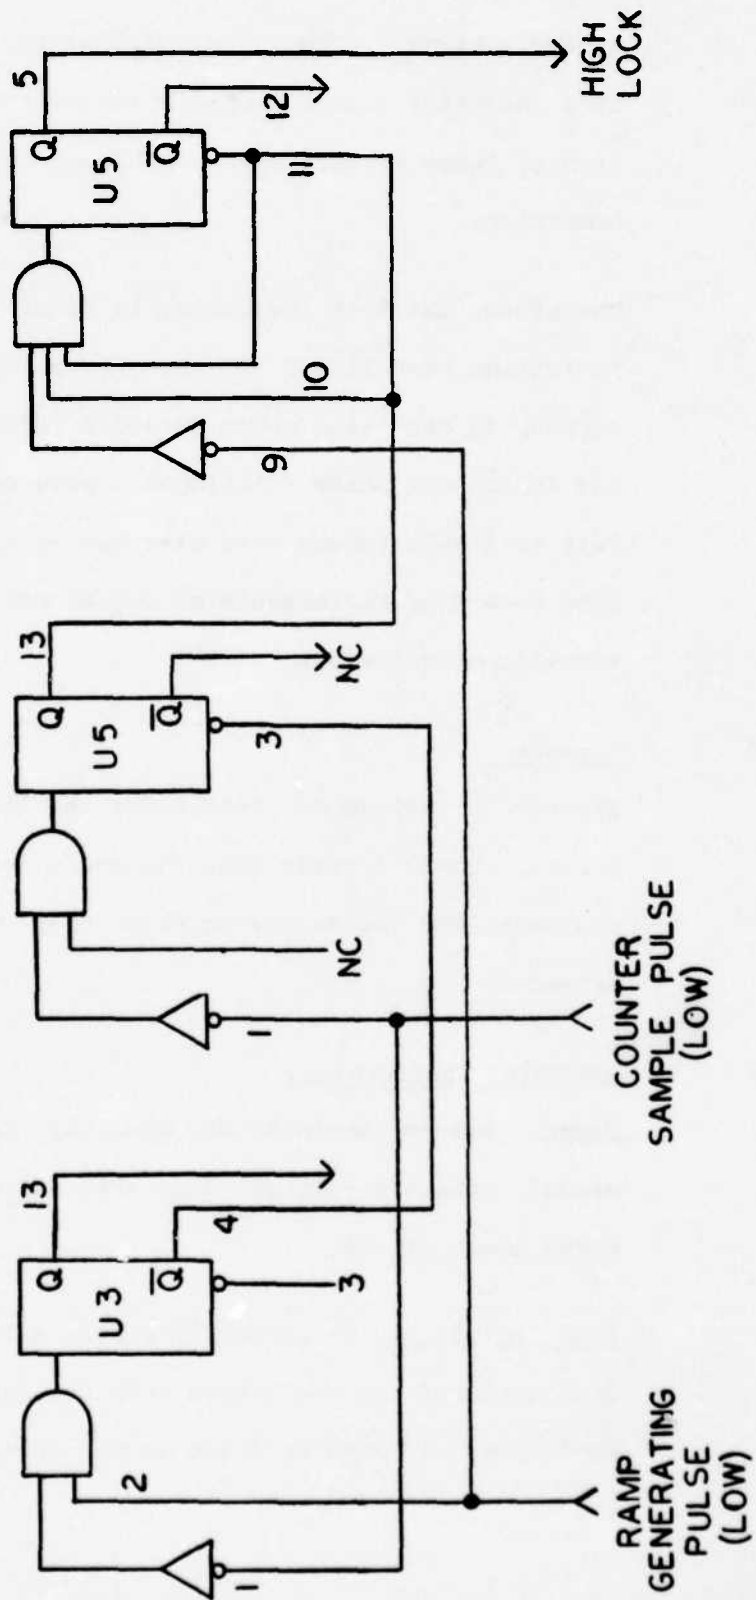 1
2
U3
Q
Q̅
3
13
4
RAMP
GENERATING
PULSE
(LOW)
1
NC
U5
Q
Q̅
3
13
NC
COUNTER
SAMPLE PULSE
(LOW)
9
10
U5
Q
Q̅
11
5
12
HIGH
LOCK